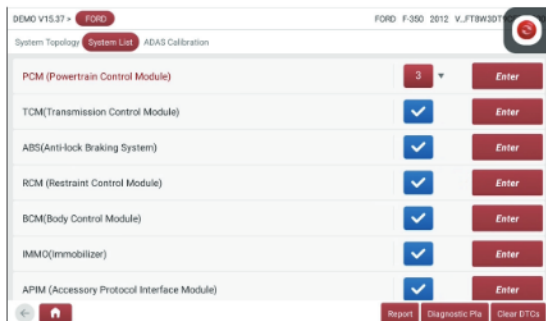 DEMO V15.37 > FORD
FORD F-350 2012
System Topology System List ADAS Calibration
PCM (Powertrain Control Module) 3 Enter
TCM(Transmission Control Module) Enter
ABS(Anti-lock Braking System) Enter
RCM (Restraint Control Module) Enter
BCM(Body Control Module) Enter
IMMO(Immobilizer) Enter
APIM (Accessory Protocol Interface Module) Enter
Report Diagnostic Pla Clear DTCs